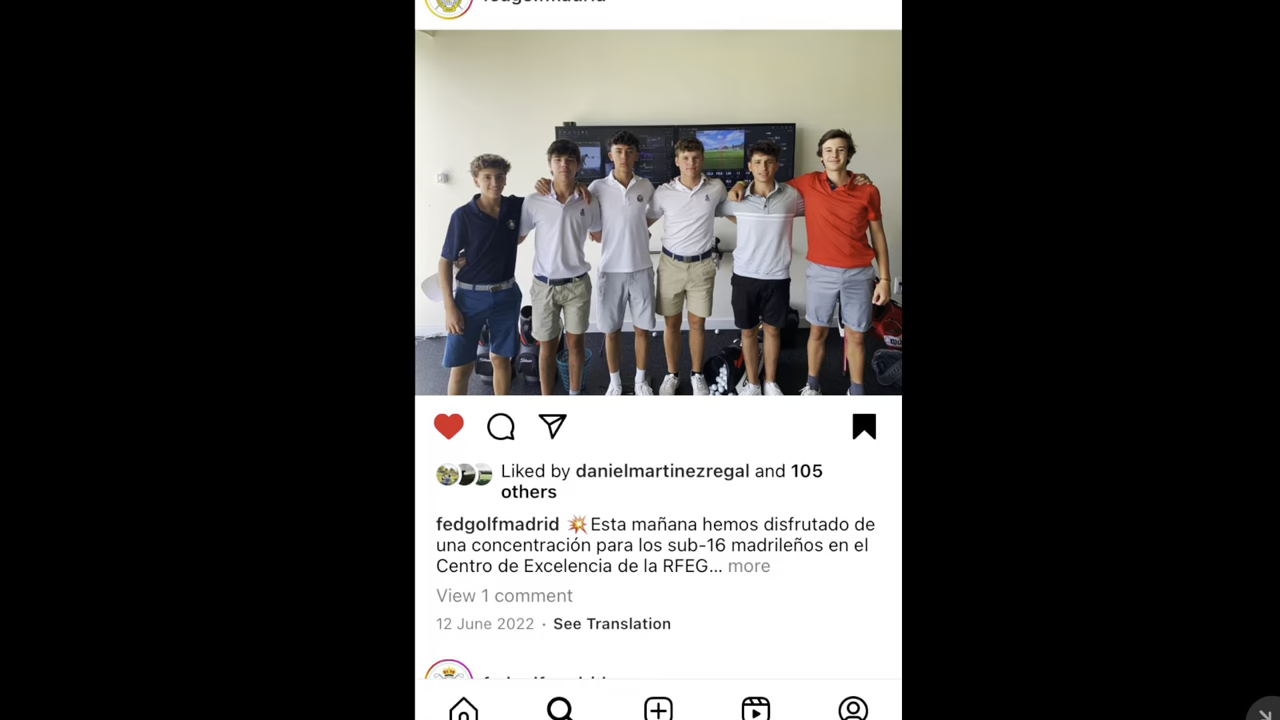 Liked by danielmartinezregal and 105
others
fedgolfmadrid 💥Esta mañana hemos disfrutado de
una concentración para los sub-16 madrileños en el
Centro de Excelencia de la RFEG... more
View 1 comment
12 June 2022 · See Translation